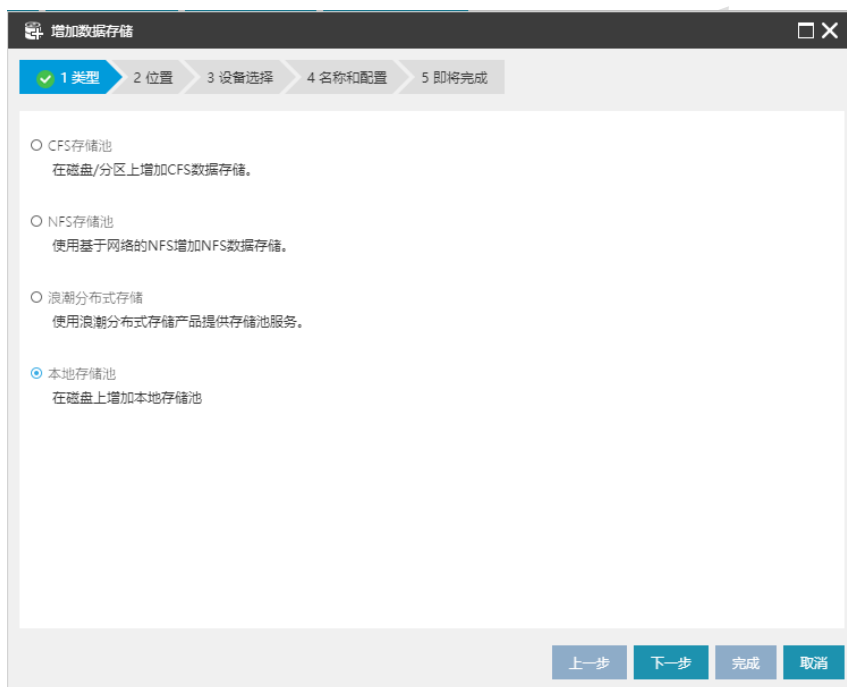 增加数据存储
1 类型 2 位置 3 设备选择 4 名称和配置 5 即将完成
CFS存储池
在磁盘/分区上增加CFS数据存储。
NFS存储池
使用基于网络的NFS增加NFS数据存储。
浪潮分布式存储
使用浪潮分布式存储产品提供存储池服务。
本地存储池
在磁盘上增加本地存储池
上一步 下一步 完成 取消